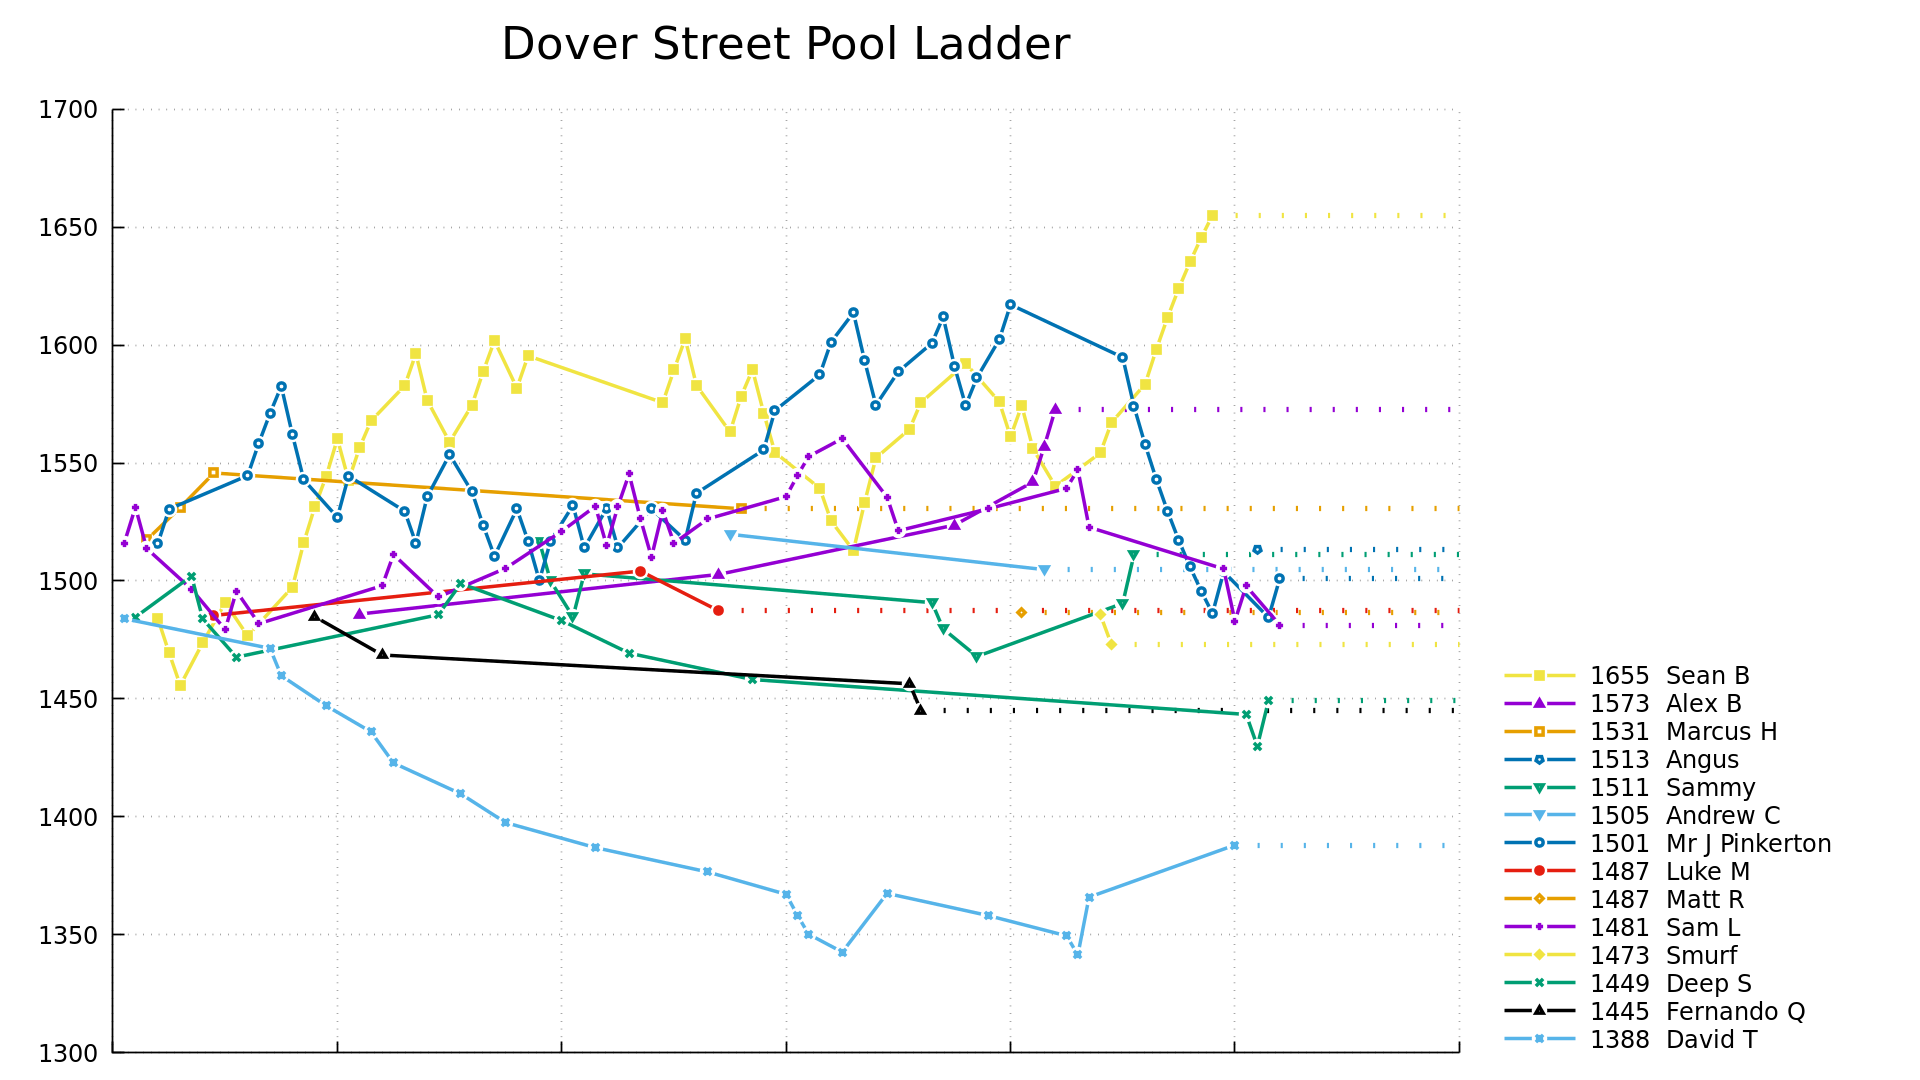 Dover Street Pool Ladder
1700
1650
1600
1550
1500
1450
1400
1350
1300
1655 Sean B
1573 Alex B
1531 Marcus H
1513 Angus
1511 Sammy
1505 Andrew C
1501 Mr J Pinkerton
1487 Luke M
1487 Matt R
1481 Sam L
1473 Smurf
1449 Deep S
1445 Fernando Q
1388 David T